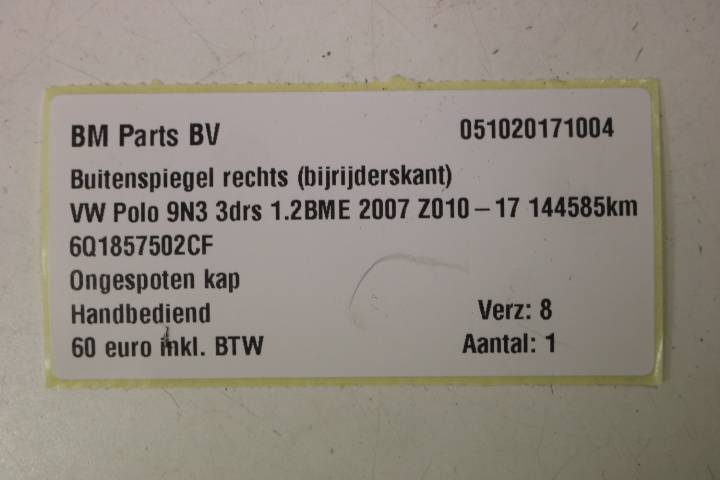 BM Parts BV 051020171004
Buitenspiegel rechts (bijrijderskant)
VW Polo 9N3 3drs 1.2BME 2007 Z010 – 17 144585km
6Q1857502CF
Ongespoten kap
Handbediend Verz: 8
60 euro inkl. BTW Aantal: 1